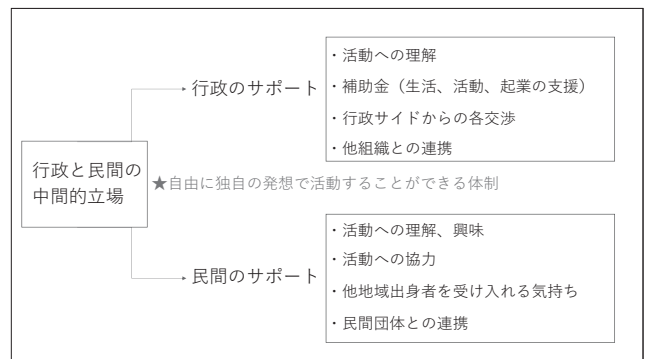 行政のサポート
・活動への理解
・補助金（生活、活動、起業の支援）
・行政サイドからの各交渉
・他組織との連携
行政と民間の
中間的立場
★自由に独自の発想で活動することができる体制
民間のサポート
・活動への理解、興味
・活動への協力
・他地域出身者を受け入れる気持ち
・民間団体との連携